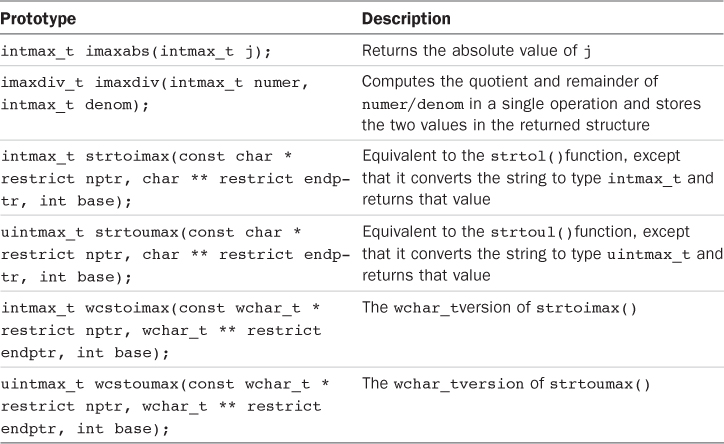 Prototype Description
intmax_t imaxabs(intmax_t j); Returns the absolute value of j
imaxdiv_t imaxdiv(intmax_t numer,
intmax_t denom);
Computes the quotient and remainder of
numer/denom in a single operation and stores
the two values in the returned structure
intmax_t strtoimax(const char *
restrict nptr, char ** restrict endp-
tr, int base);
Equivalent to the strtol()function, except
that it converts the string to type intmax_t and
returns that value
uintmax_t strtoumax(const char *
restrict nptr, char ** restrict endp-
tr, int base);
Equivalent to the strtoul()function, except
that it converts the string to type uintmax_t and
returns that value
intmax_t wcstoimax(const wchar_t *
restrict nptr, wchar_t ** restrict
endptr, int base);
The wchar_tversion of strtoimax()
uintmax_t wcstoumax(const wchar_t *
restrict nptr, wchar_t ** restrict
endptr, int base);
The wchar_tversion of strtoumax()